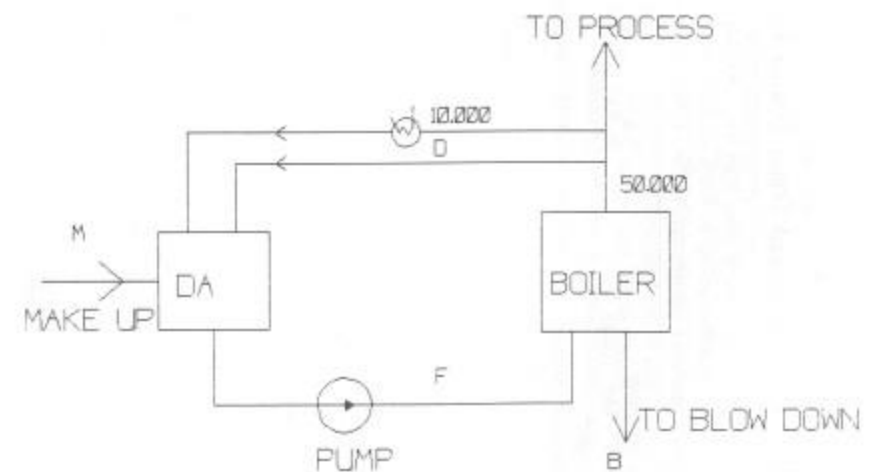 TO PROCESS
10.000
D
50.000
M
DA
BOILER
MAKE UP
F
TO BLOW DOWN
PUMP
B